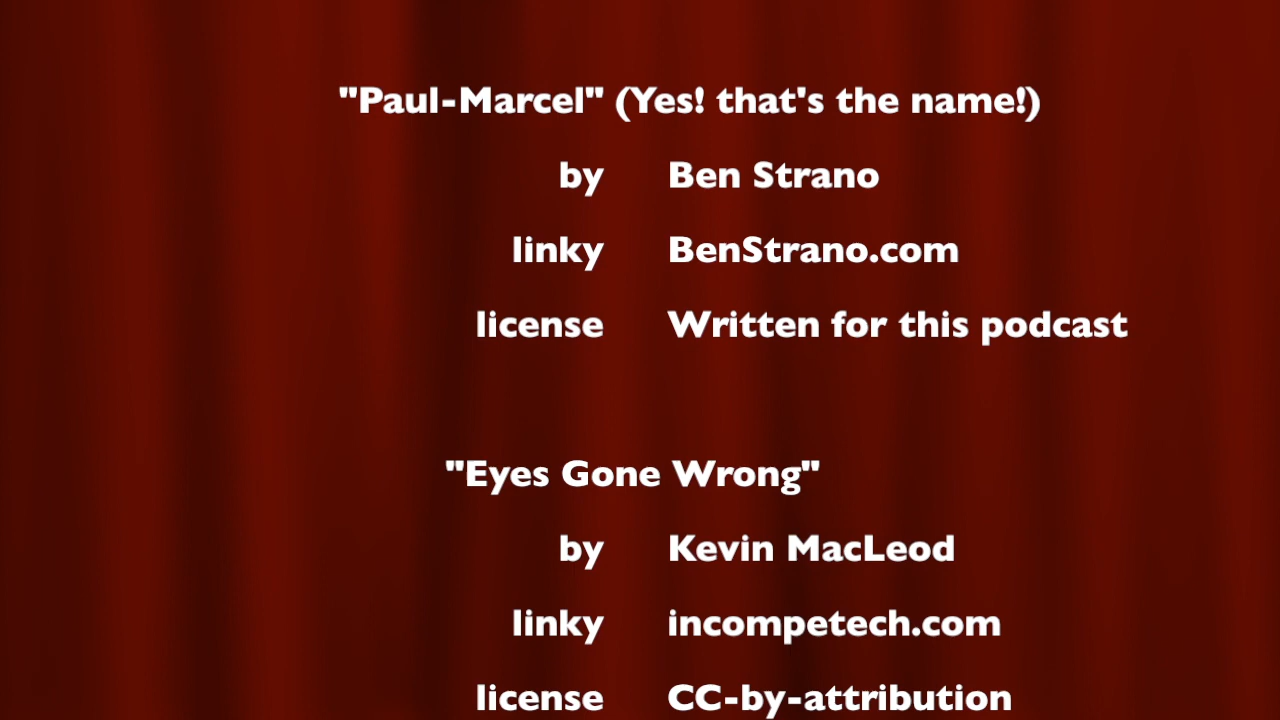 "Paul-Marcel" (Yes! that's the name!)
by Ben Strano
linky BenStrano.com
license Written for this podcast
"Eyes Gone Wrong"
by Kevin MacLeod
linky incompetech.com
license CC-by-attribution